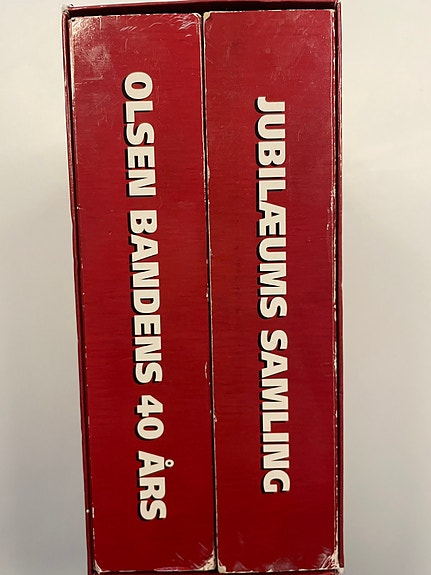 OLSEN BANDENS 40 ÅRS
JUBILÆUMS SAMLING